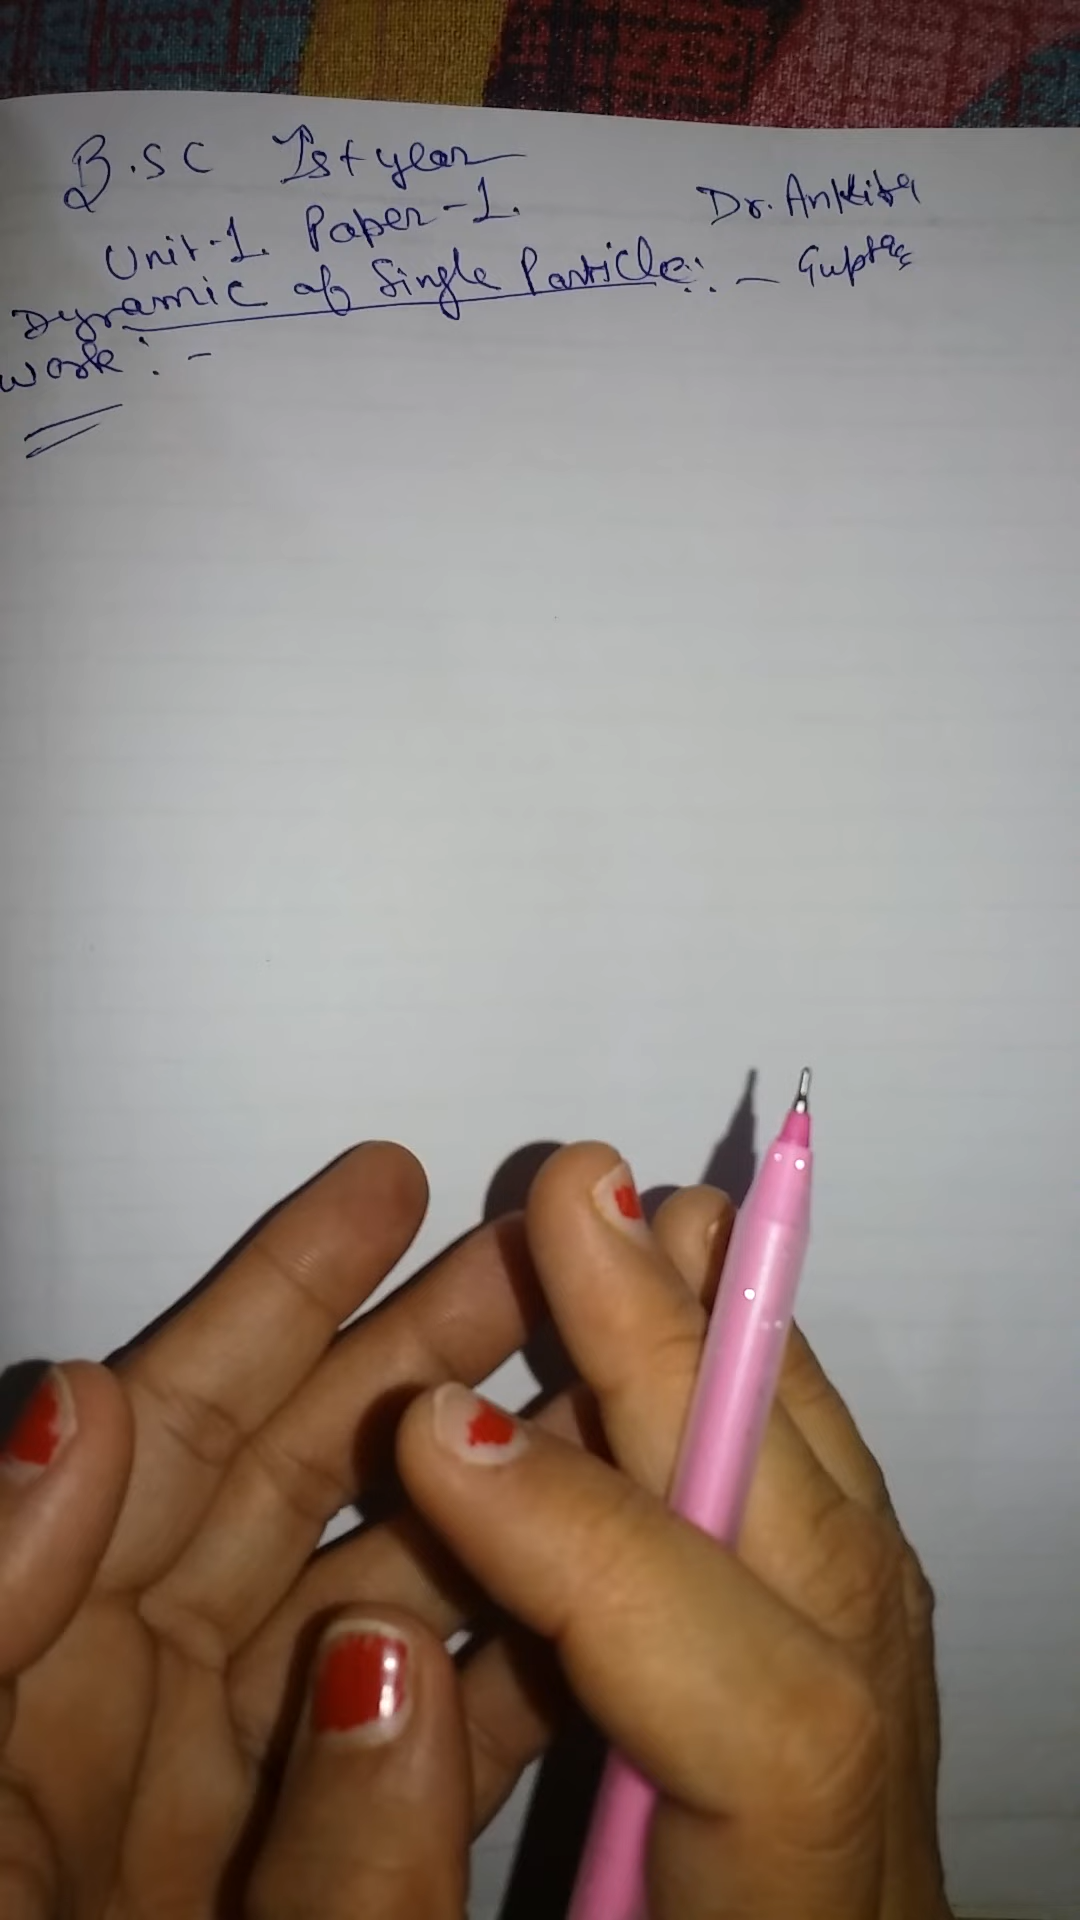 B.SC Ist year
Unit-1. Paper-1.
Dr. Ankita
Gupta
Dynamic of Single Particle: -
Work: -